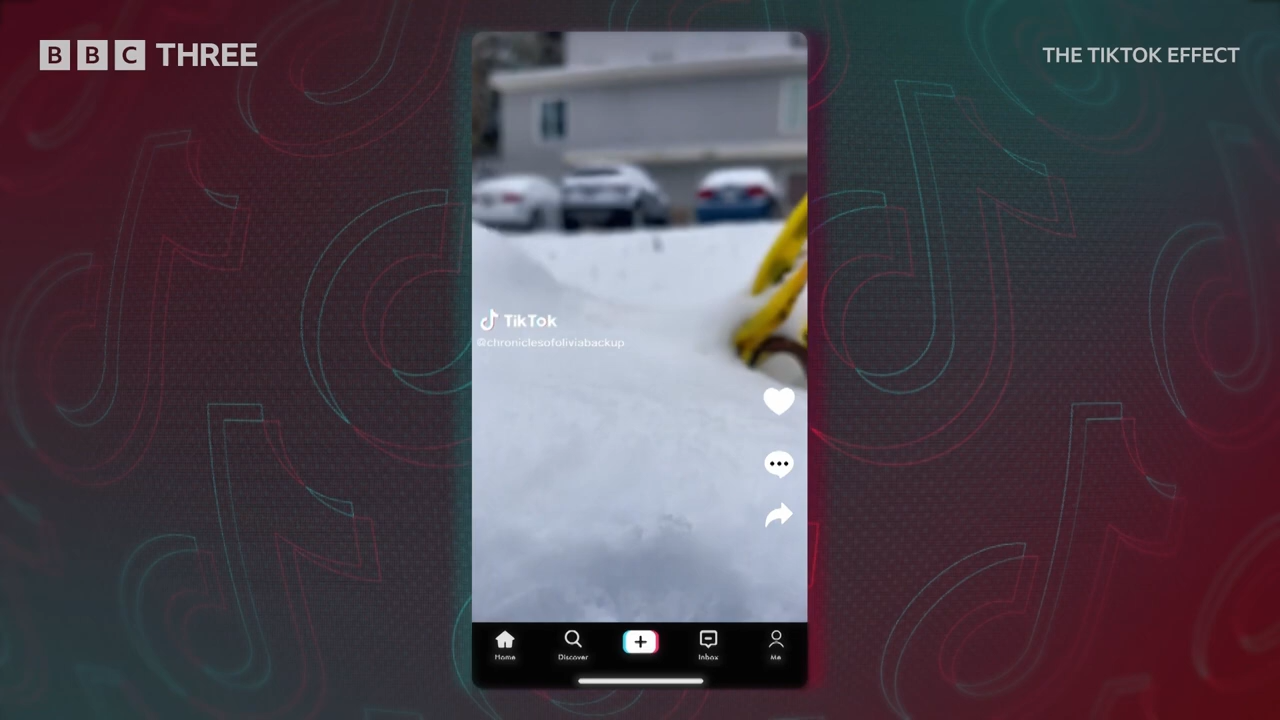 BBC THREE
THE TIKTOK EFFECT
TikTok
@chroniclesofoliviabackup
Home
Discover
Inbox
Me